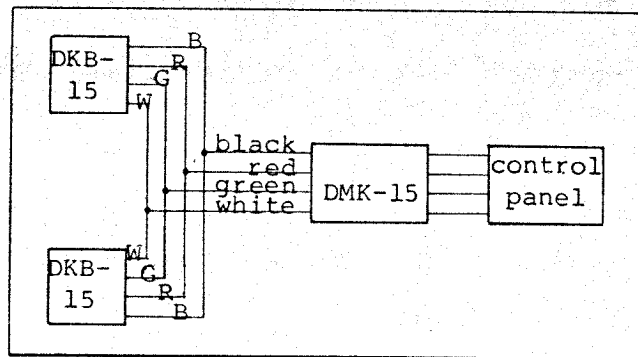 B
DKB-
15
R
G
W
black
red
green
white
DMK-15
control
panel
DKB-
15
W
G
R
B